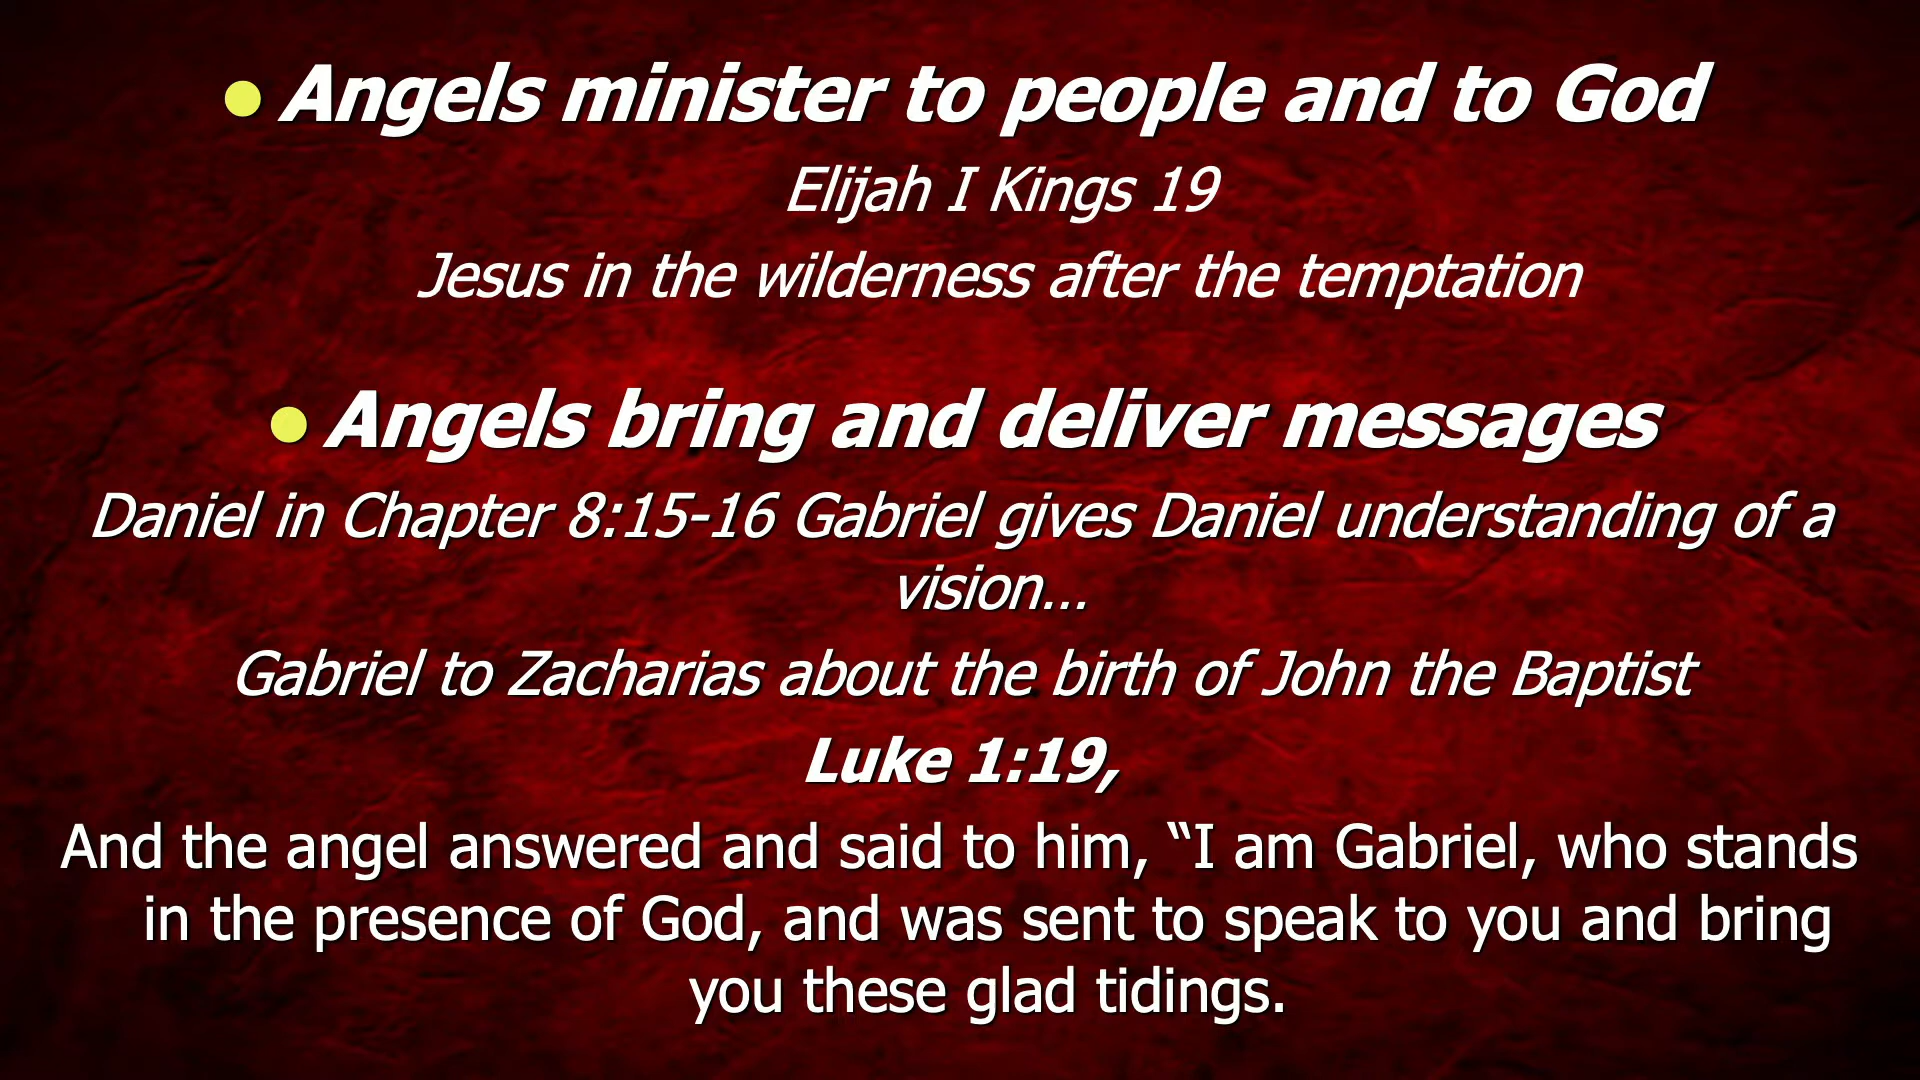 ● Angels minister to people and to God
Elijah I Kings 19
Jesus in the wilderness after the temptation
● Angels bring and deliver messages
Daniel in Chapter 8:15-16 Gabriel gives Daniel understanding of a
vision…
Gabriel to Zacharias about the birth of John the Baptist
Luke 1:19,
And the angel answered and said to him, “I am Gabriel, who stands
in the presence of God, and was sent to speak to you and bring
you these glad tidings.